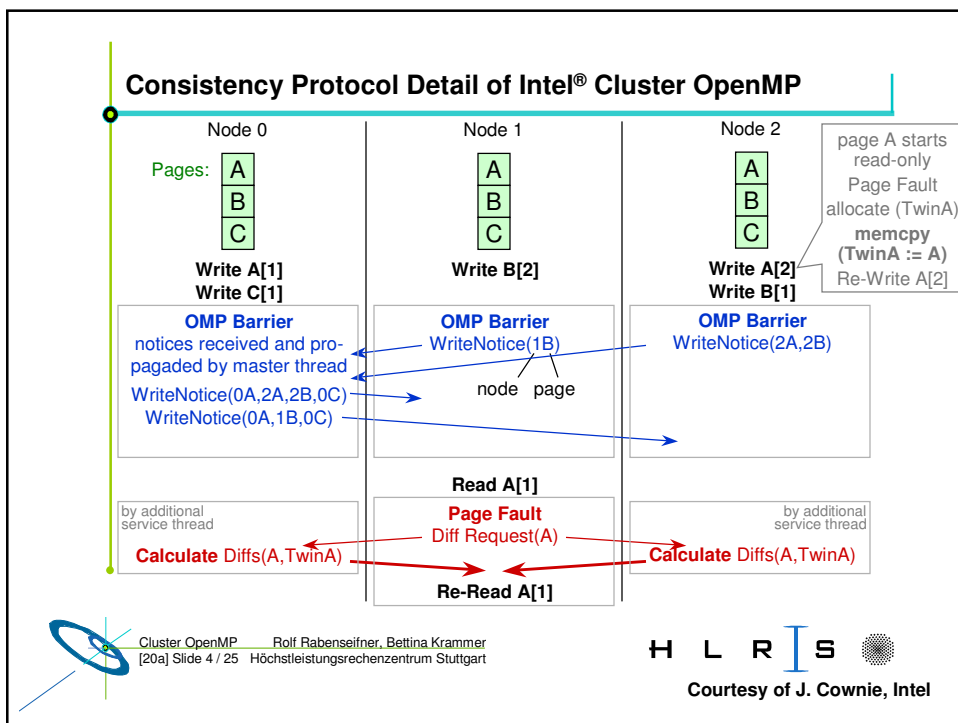 Consistency Protocol Detail of Intel® Cluster OpenMP
Node 0
Node 1
Node 2
Pages:
A
B
C
A
B
C
A
B
C
page A starts
read-only
Page Fault
allocate (TwinA)
memcpy
(TwinA := A)
Re-Write A[2]
Write A[1]
Write C[1]
Write B[2]
Write A[2]
Write B[1]
OMP Barrier
notices received and pro-
pagaded by master thread
WriteNotice(0A,2A,2B,0C)
WriteNotice(0A,1B,0C)
OMP Barrier
WriteNotice(1B)
node page
OMP Barrier
WriteNotice(2A,2B)
Read A[1]
by additional
service thread
Calculate Diffs(A,TwinA)
Page Fault
Diff Request(A)
Re-Read A[1]
by additional
service thread
Calculate Diffs(A,TwinA)
Cluster OpenMP Rolf Rabenseifner, Bettina Krammer
[20a] Slide 4 / 25 Höchstleistungsrechenzentrum Stuttgart
H L R I S
Courtesy of J. Cownie, Intel